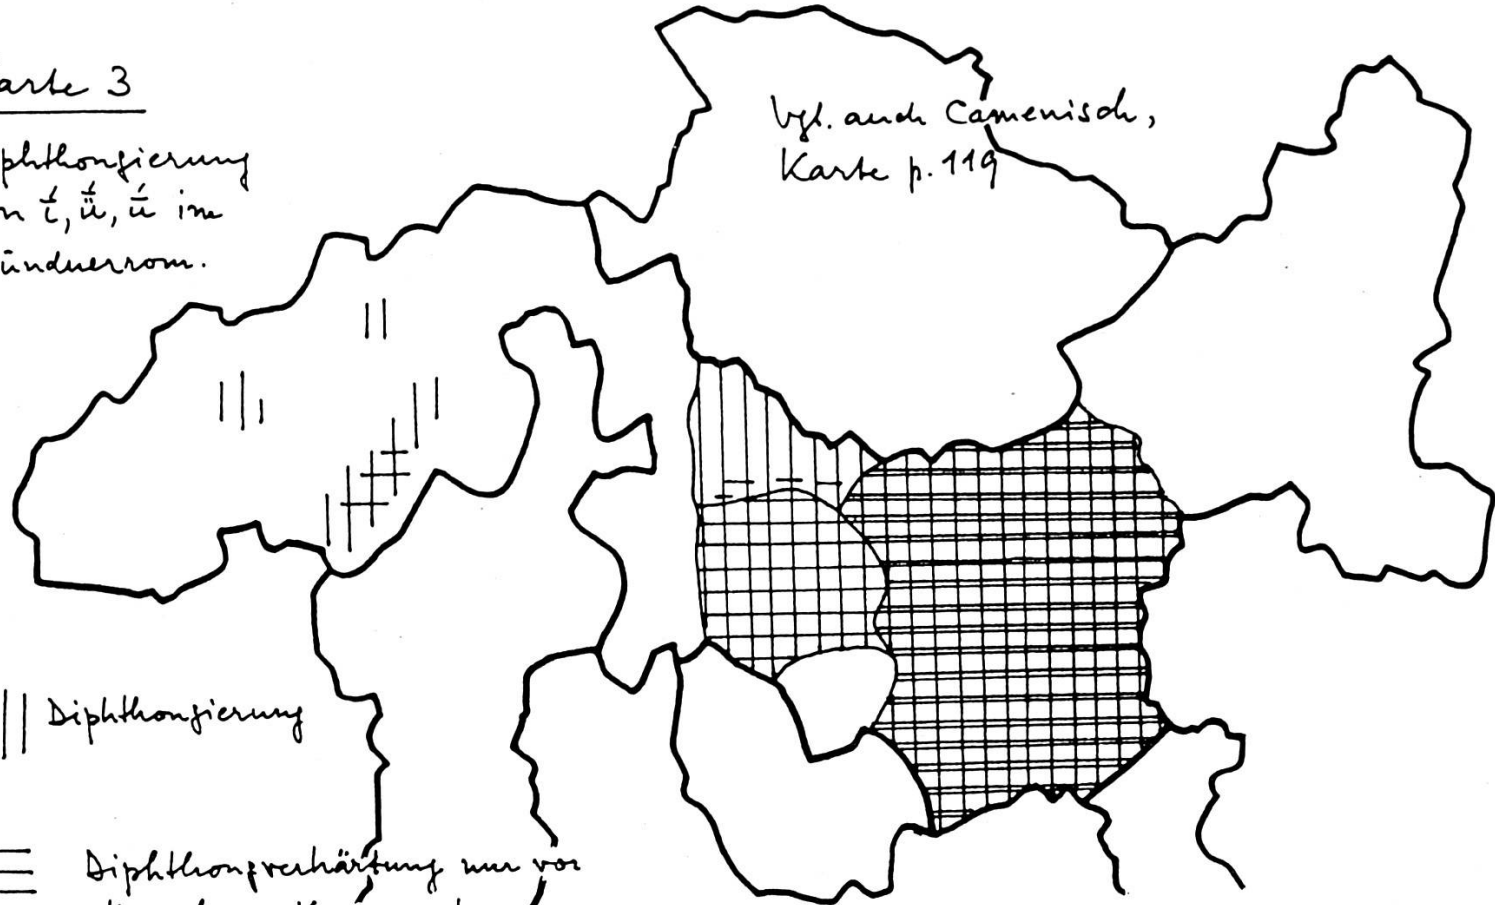 arte 3
phthongierung
n í̄, ǘ̄, ū́ im
ündnerrom.
Vgl. auch Camenisch,
Karte p. 119
Diphthongierung
Diphthongverhärtung nur vor